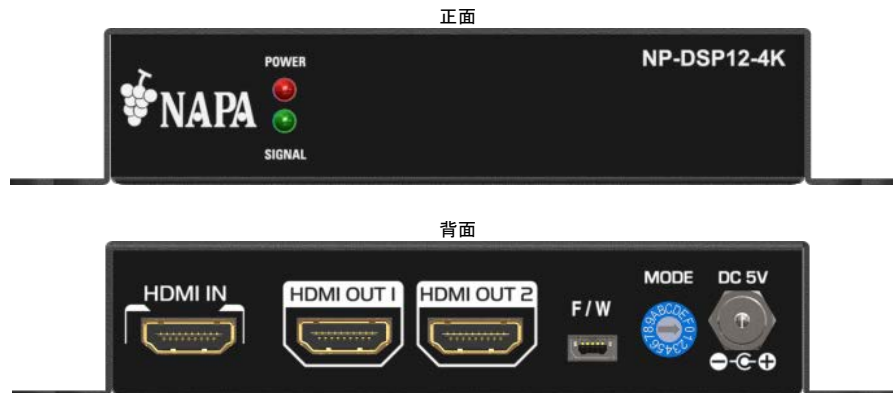 正面
NAPA
POWER
SIGNAL
NP-DSP12-4K
背面
HDMI IN
HDMI OUT 1
HDMI OUT 2
F/W
MODE
0123456789ABCDEF
DC 5V